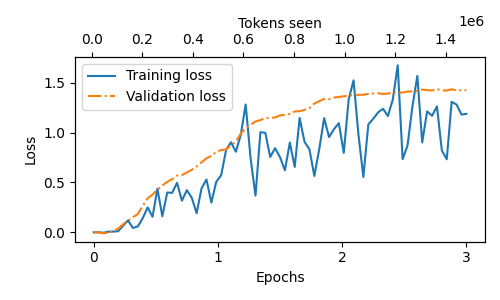 Tokens seen
0.0 0.2 0.4 0.6 0.8 1.0 1.2 1.4 1e6
Training loss
Validation loss
Loss
1.5
1.0
0.5
0.0
0 1 2 3
Epochs